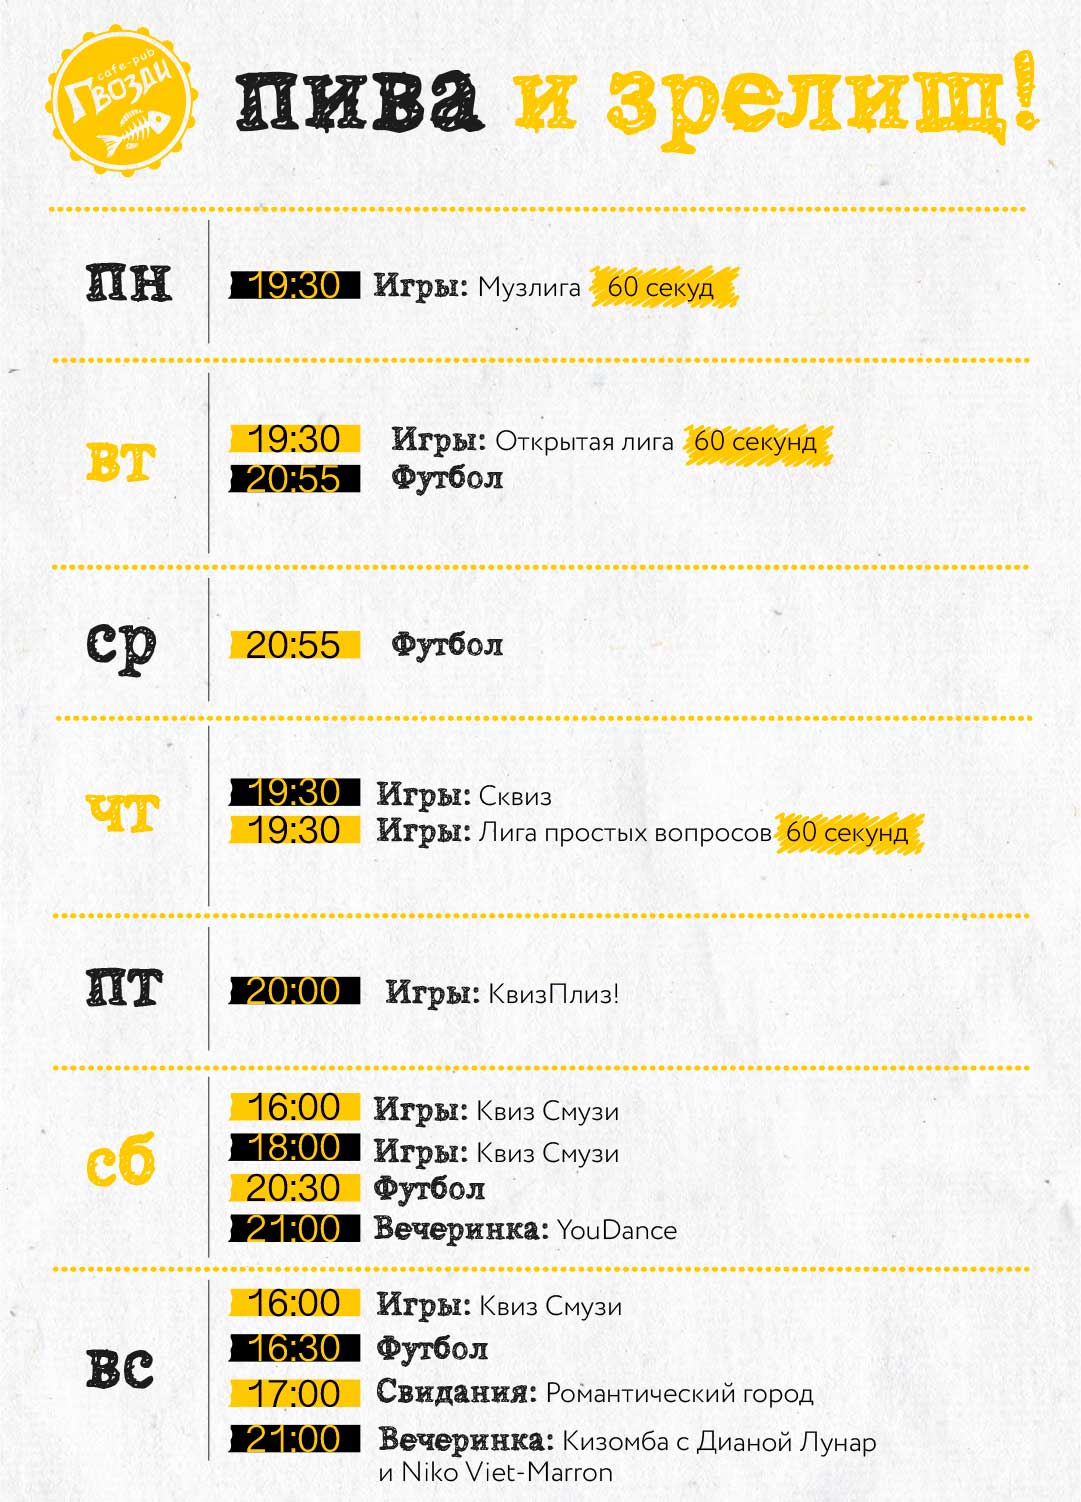 cafe-pub
Гвозди
пива и зрелищ!
пн
19:30 Игры: Музлига 60 секуд
вт
19:30 Игры: Открытая лига 60 секунд
20:55 Футбол
ср
20:55 Футбол
чт
19:30 Игры: Сквиз
19:30 Игры: Лига простых вопросов 60 секунд
пт
20:00 Игры: КвизПлиз!
сб
16:00 Игры: Квиз Смузи
18:00 Игры: Квиз Смузи
20:30 Футбол
21:00 Вечеринка: YouDance
вс
16:00 Игры: Квиз Смузи
16:30 Футбол
17:00 Свидания: Романтический город
21:00 Вечеринка: Кизомба с Дианой Лунар
и Niko Viet-Marron